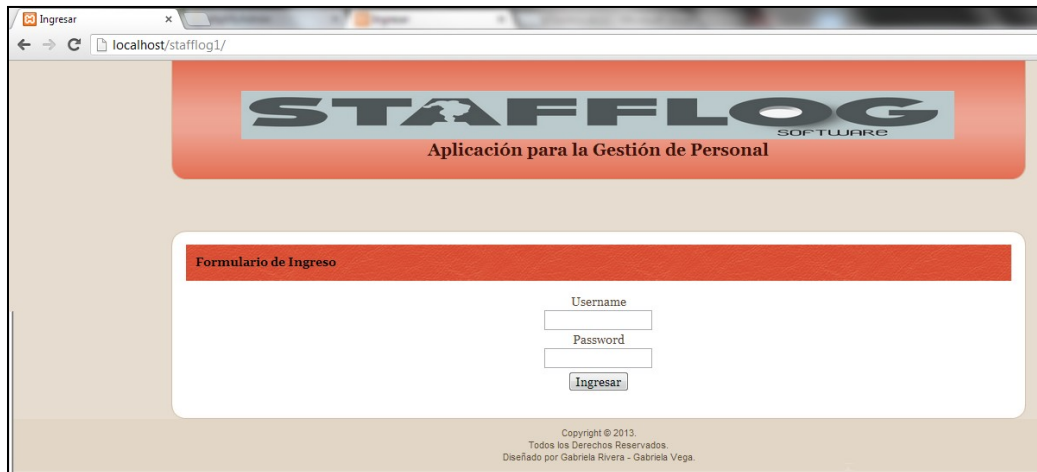 Ingresar
localhost/stafflog1/
STAFFLOG
SOFTWARE
Aplicación para la Gestión de Personal
Formulario de Ingreso
Username
Password
Ingresar
Copyright © 2013.
Todos los Derechos Reservados.
Diseñado por Gabriela Rivera - Gabriela Vega.